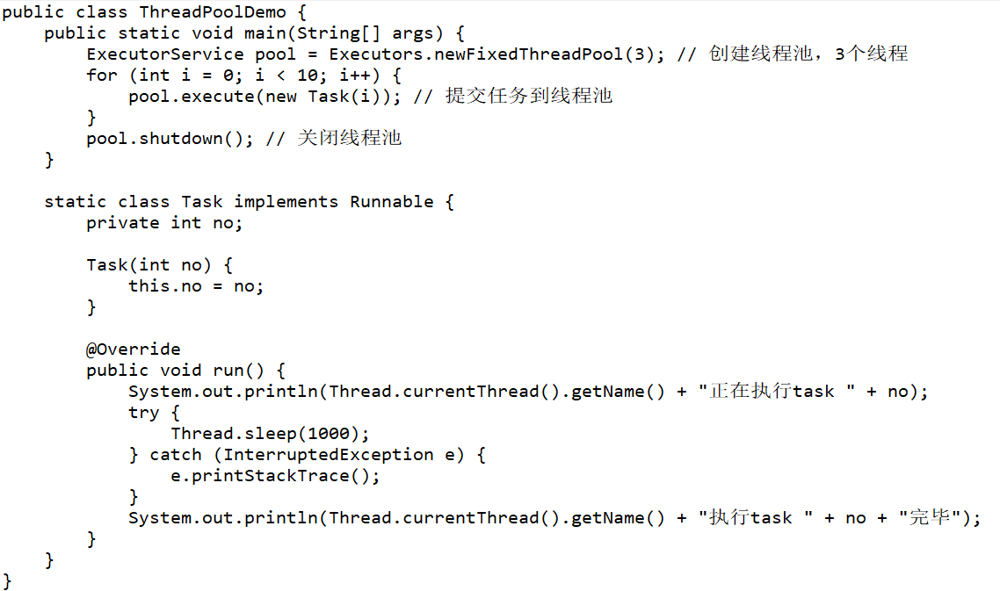 public class ThreadPoolDemo {
    public static void main(String[] args) {
        ExecutorService pool = Executors.newFixedThreadPool(3); // 创建线程池，3个线程
        for (int i = 0; i < 10; i++) {
            pool.execute(new Task(i)); // 提交任务到线程池
        }
        pool.shutdown(); // 关闭线程池
    }

    static class Task implements Runnable {
        private int no;

        Task(int no) {
            this.no = no;
        }

        @Override
        public void run() {
            System.out.println(Thread.currentThread().getName() + "正在执行task " + no);
            try {
                Thread.sleep(1000);
            } catch (InterruptedException e) {
                e.printStackTrace();
            }
            System.out.println(Thread.currentThread().getName() + "执行task " + no + "完毕");
        }
    }
}